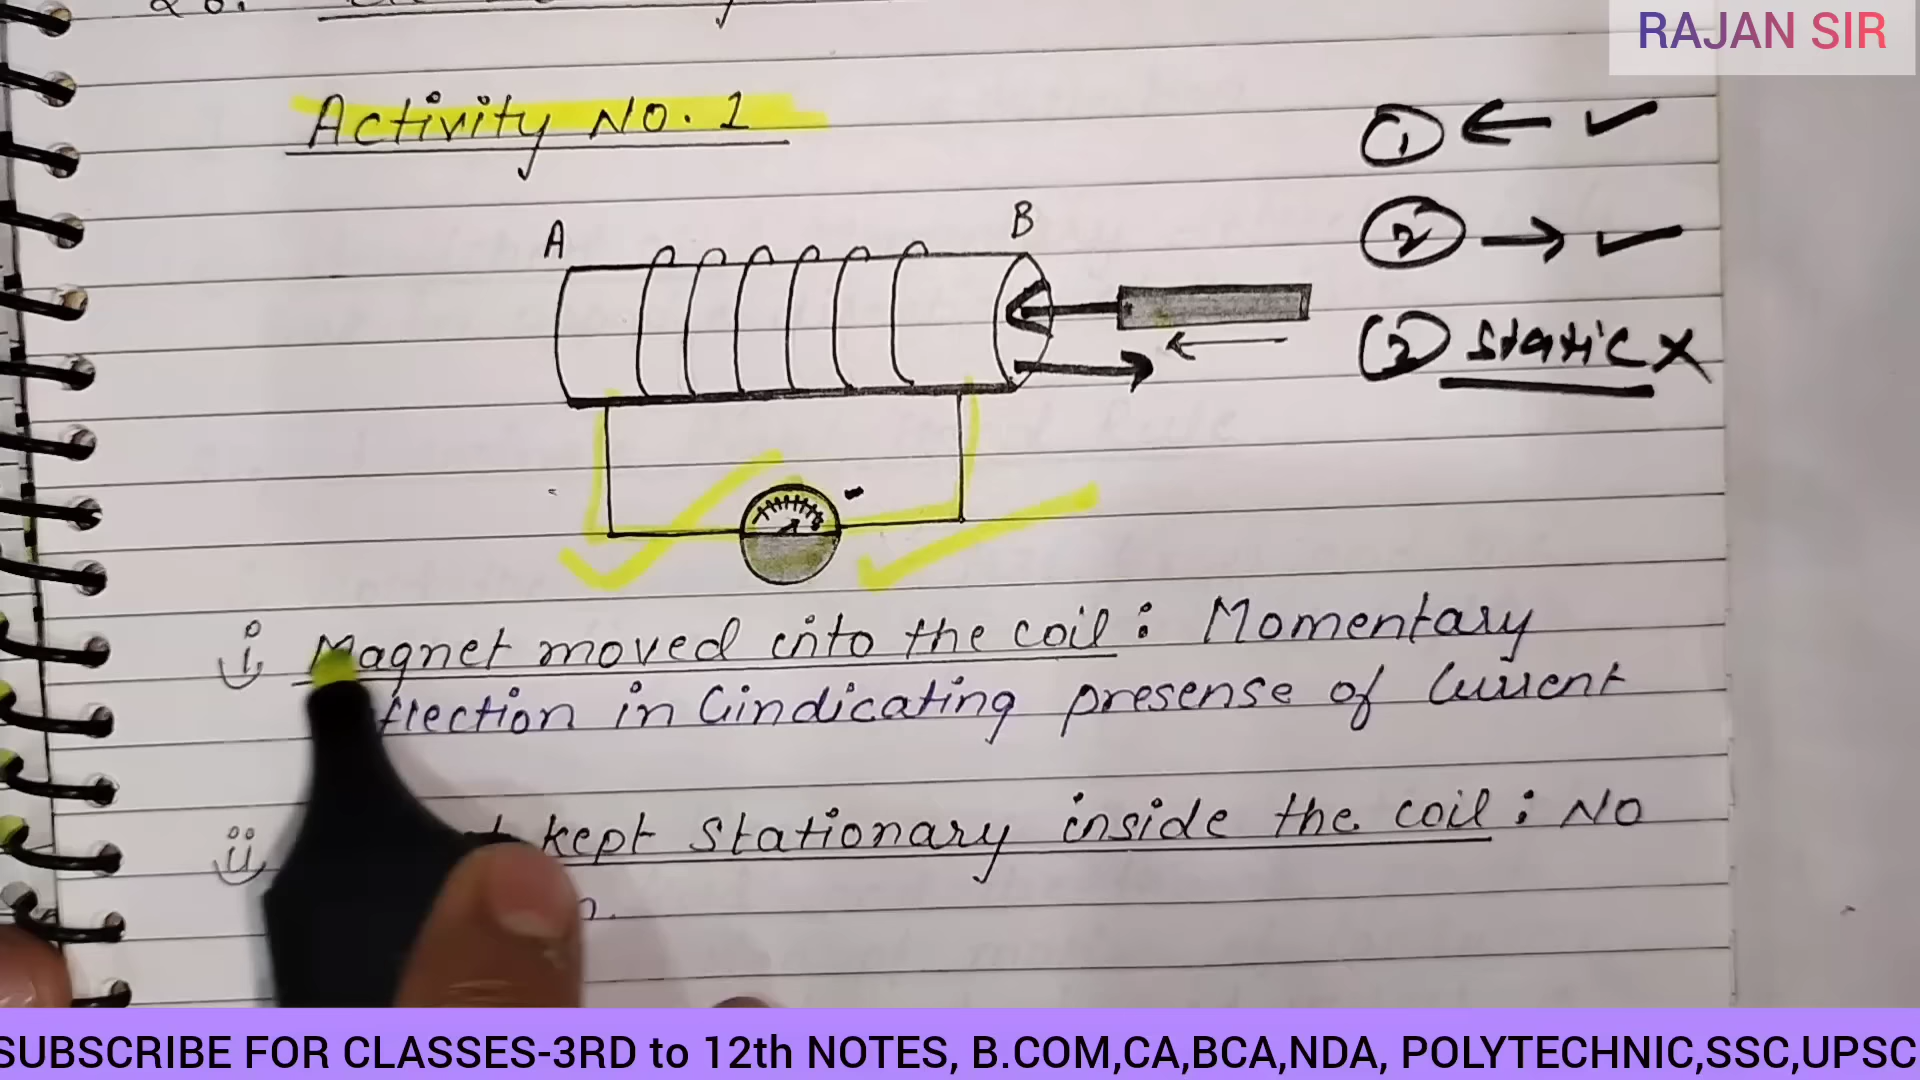 RAJAN SIR
20.
Activity No. 1
① ← ✓
② → ✓
③ Static ×
A
B
i Magnet moved into the coil : Momentary
flection in G indicating presense of Current
ii kept stationary inside the coil : No
n.
SUBSCRIBE FOR CLASSES-3RD to 12th NOTES, B.COM,CA,BCA,NDA, POLYTECHNIC,SSC,UPSC